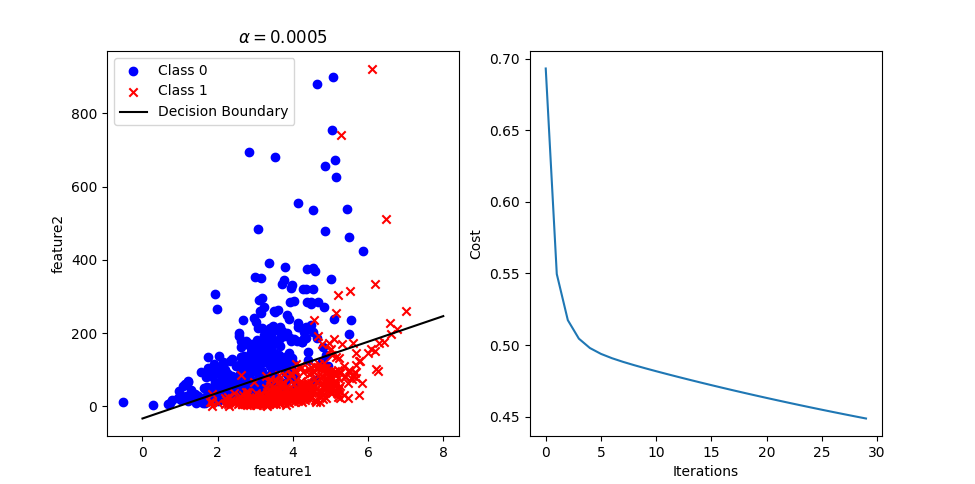 α = 0.0005
Class 0
Class 1
Decision Boundary
800
600
400
200
0
feature2
0
2
4
6
8
feature1
0.70
0.65
0.60
0.55
0.50
0.45
Cost
0
5
10
15
20
25
30
Iterations